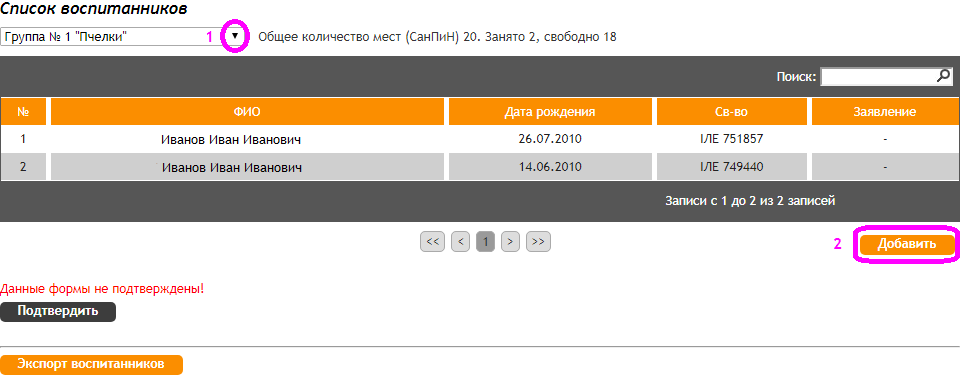 Список воспитанников
Группа № 1 "Пчелки" 1 ▼ Общее количество мест (СанПиН) 20. Занято 2, свободно 18
Поиск:
№ ФИО Дата рождения Св-во Заявление
1 Иванов Иван Иванович 26.07.2010 ІЛЕ 751857 -
2 Иванов Иван Иванович 14.06.2010 ІЛЕ 749440 -
Записи с 1 до 2 из 2 записей
<< < 1 > >> 2 Добавить
Данные формы не подтверждены!
Подтвердить
Экспорт воспитанников